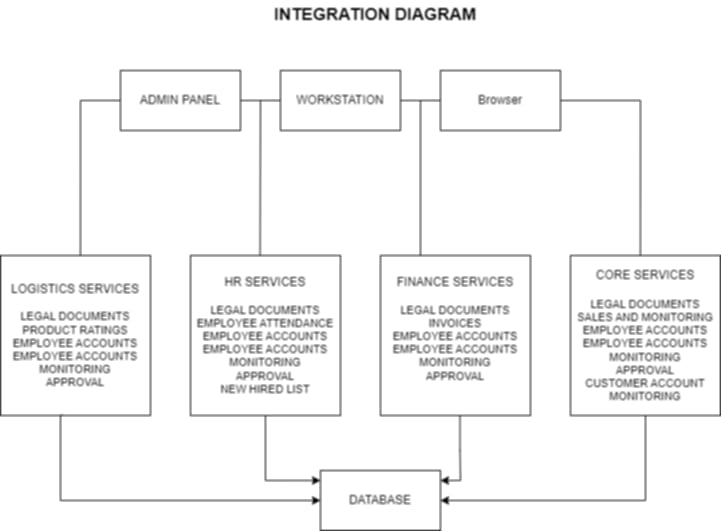 INTEGRATION DIAGRAM
ADMIN PANEL
WORKSTATION
Browser
LOGISTICS SERVICES
LEGAL DOCUMENTS
PRODUCT RATINGS
EMPLOYEE ACCOUNTS
EMPLOYEE ACCOUNTS
MONITORING
APPROVAL
HR SERVICES
LEGAL DOCUMENTS
EMPLOYEE ATTENDANCE
EMPLOYEE ACCOUNTS
EMPLOYEE ACCOUNTS
MONITORING
APPROVAL
NEW HIRED LIST
FINANCE SERVICES
LEGAL DOCUMENTS
INVOICES
EMPLOYEE ACCOUNTS
EMPLOYEE ACCOUNTS
MONITORING
APPROVAL
CORE SERVICES
LEGAL DOCUMENTS
SALES AND MONITORING
EMPLOYEE ACCOUNTS
EMPLOYEE ACCOUNTS
MONITORING
APPROVAL
CUSTOMER ACCOUNT
MONITORING
DATABASE